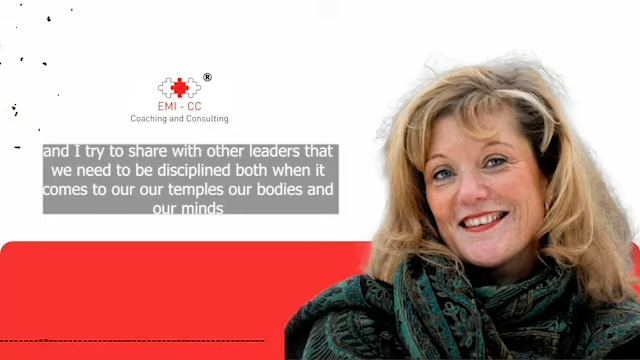 ®
EMI - CC
Coaching and Consulting
and I try to share with other leaders that
we need to be disciplined both when it
comes to our our temples our bodies and
our minds